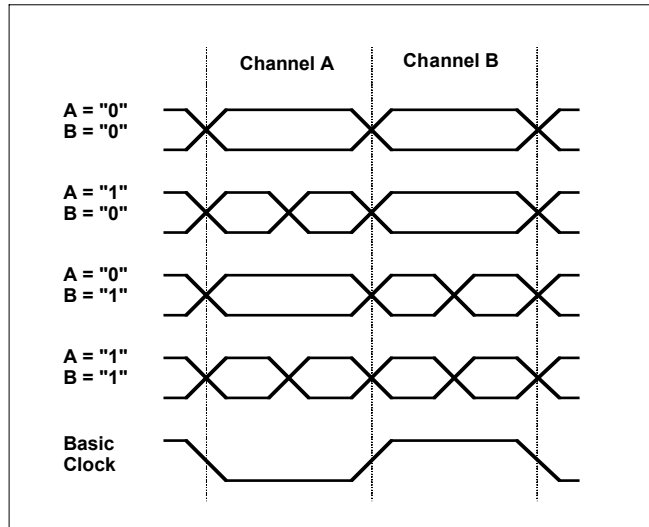 Channel A Channel B
A = "0"
B = "0"
A = "1"
B = "0"
A = "0"
B = "1"
A = "1"
B = "1"
Basic
Clock